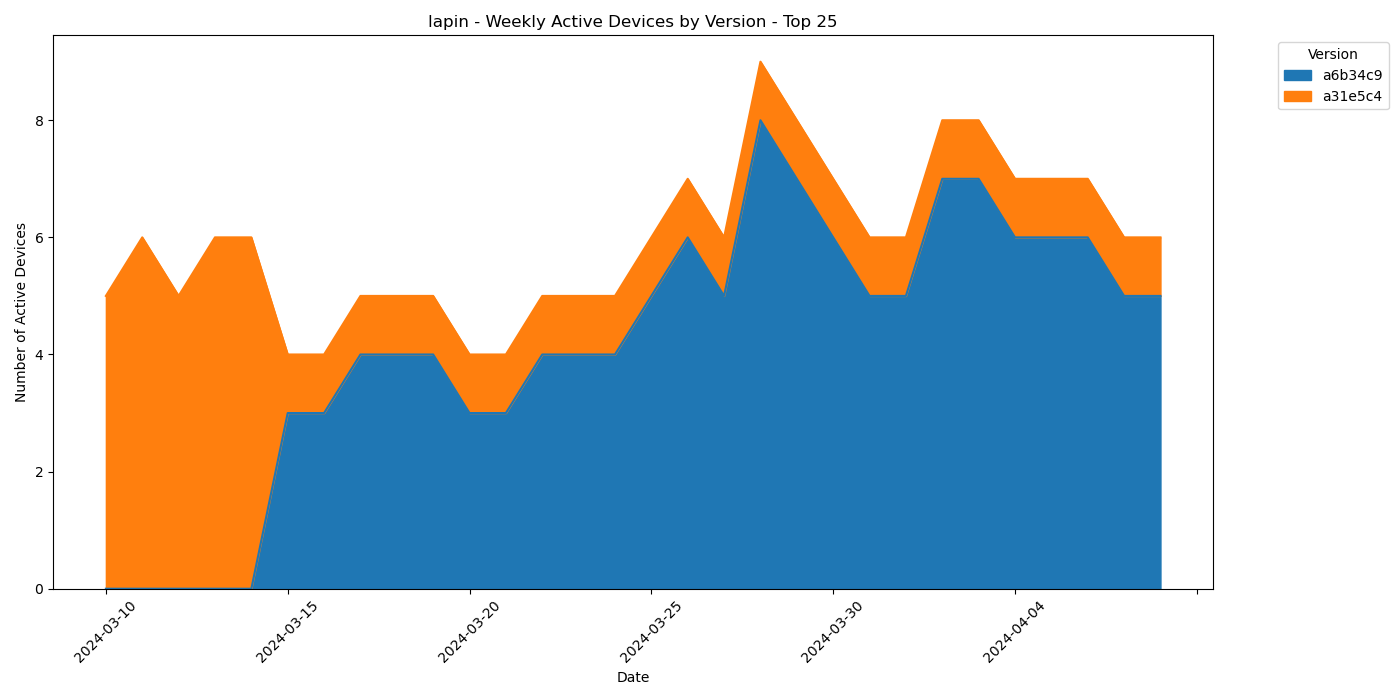 lapin - Weekly Active Devices by Version - Top 25
Version
a6b34c9
a31e5c4
Number of Active Devices
8
6
4
2
0
2024-03-10
2024-03-15
2024-03-20
2024-03-25
2024-03-30
2024-04-04
Date